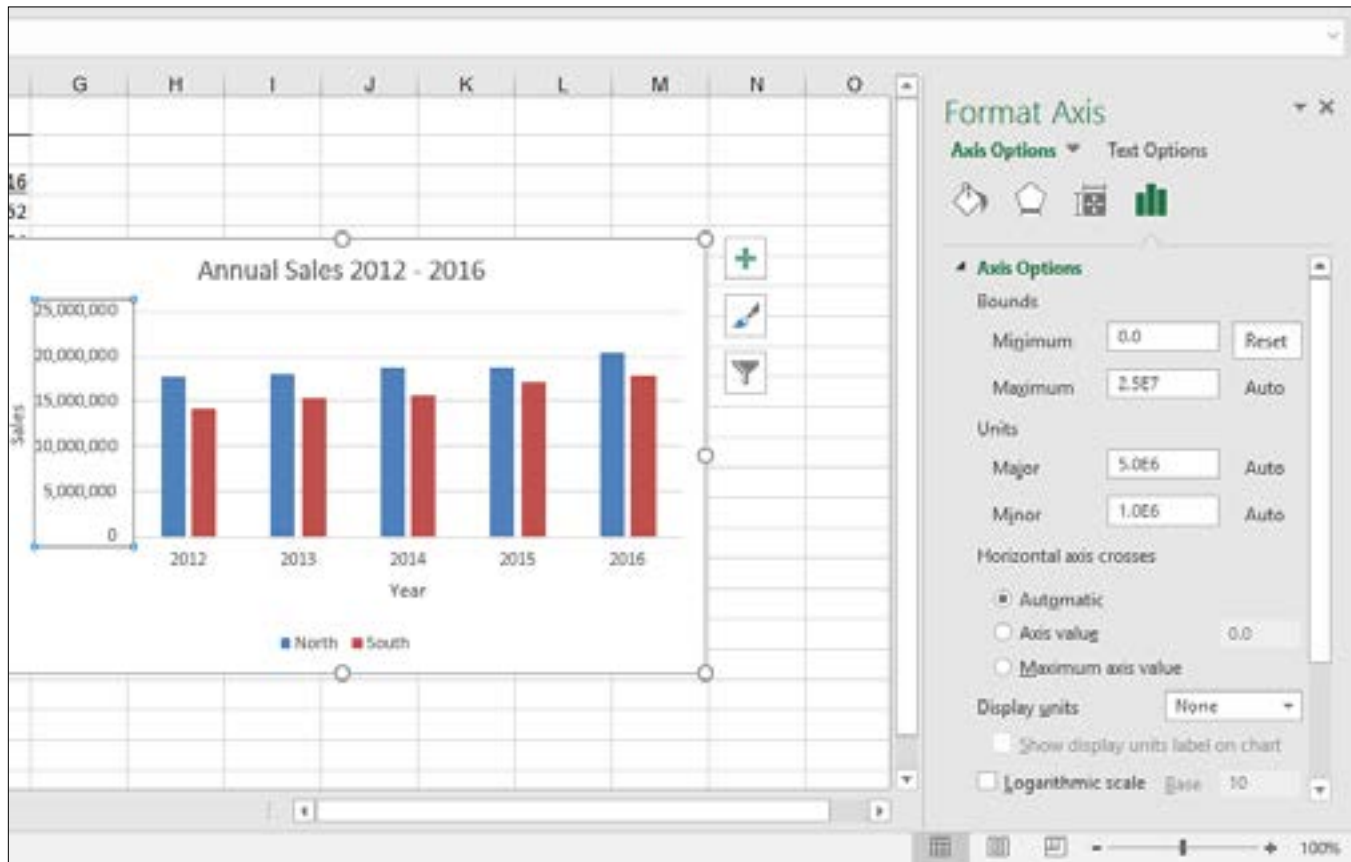 G H I J K L M N O
16
52
Annual Sales 2012 - 2016
25,000,000
20,000,000
15,000,000
10,000,000
5,000,000
0
Sales
2012 2013 2014 2015 2016
Year
North South
Format Axis
Axis Options Text Options
Axis Options
Bounds
Minimum 0.0 Reset
Maximum 2.5E7 Auto
Units
Major 5.0E6 Auto
Minor 1.0E6 Auto
Horizontal axis crosses
Automatic
Axis value 0.0
Maximum axis value
Display units None
Show display units label on chart
Logarithmic scale Base 10
100%